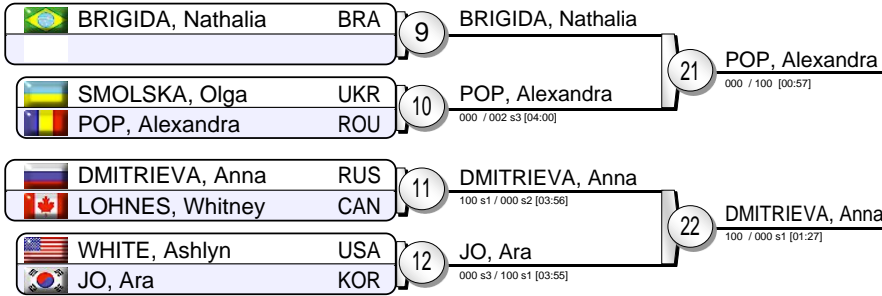 BRIGIDA, Nathalia BRA
SMOLSKA, Olga UKR
POP, Alexandra ROU
DMITRIEVA, Anna RUS
LOHNES, Whitney CAN
WHITE, Ashlyn USA
JO, Ara KOR
9
10
11
12
BRIGIDA, Nathalia
POP, Alexandra
000 / 002 s3 [04:00]
DMITRIEVA, Anna
100 s1 / 000 s2 [03:56]
JO, Ara
000 s3 / 100 s1 [03:55]
21
22
POP, Alexandra
000 / 100 [00:57]
DMITRIEVA, Anna
100 / 000 s1 [01:27]